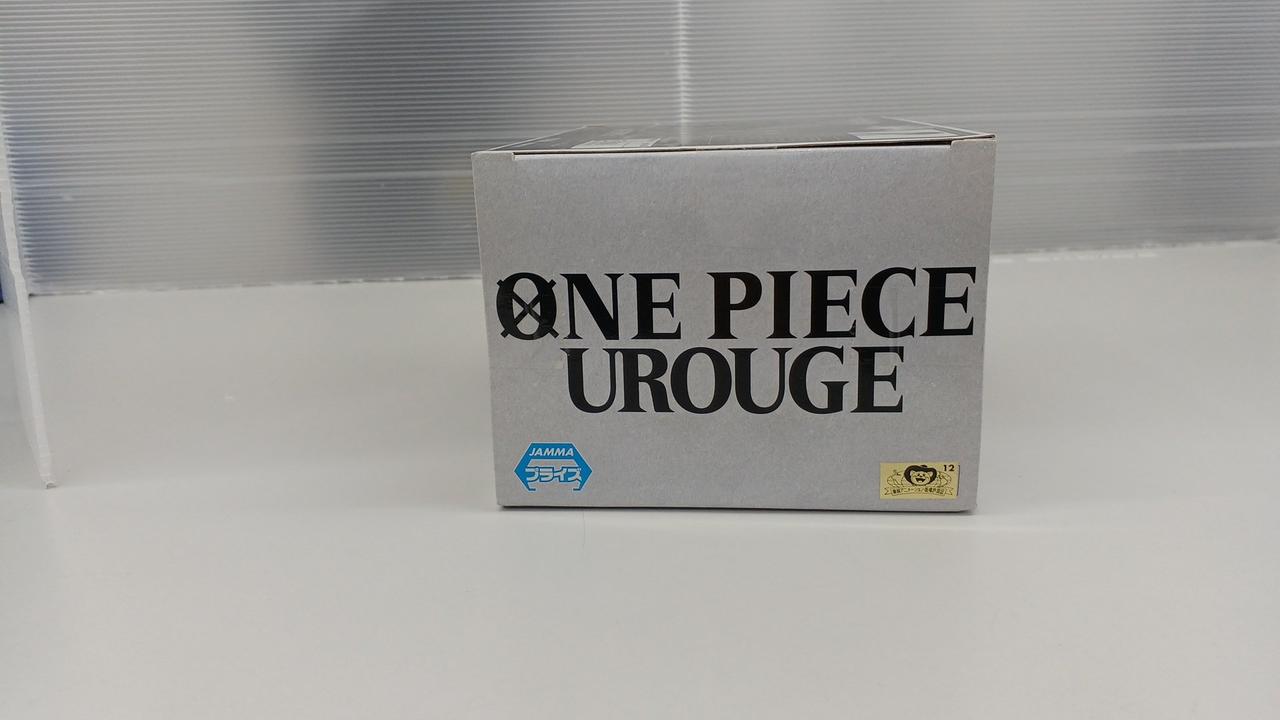 ONE PIECE
UROUGE
JAMMA
プライズ
12